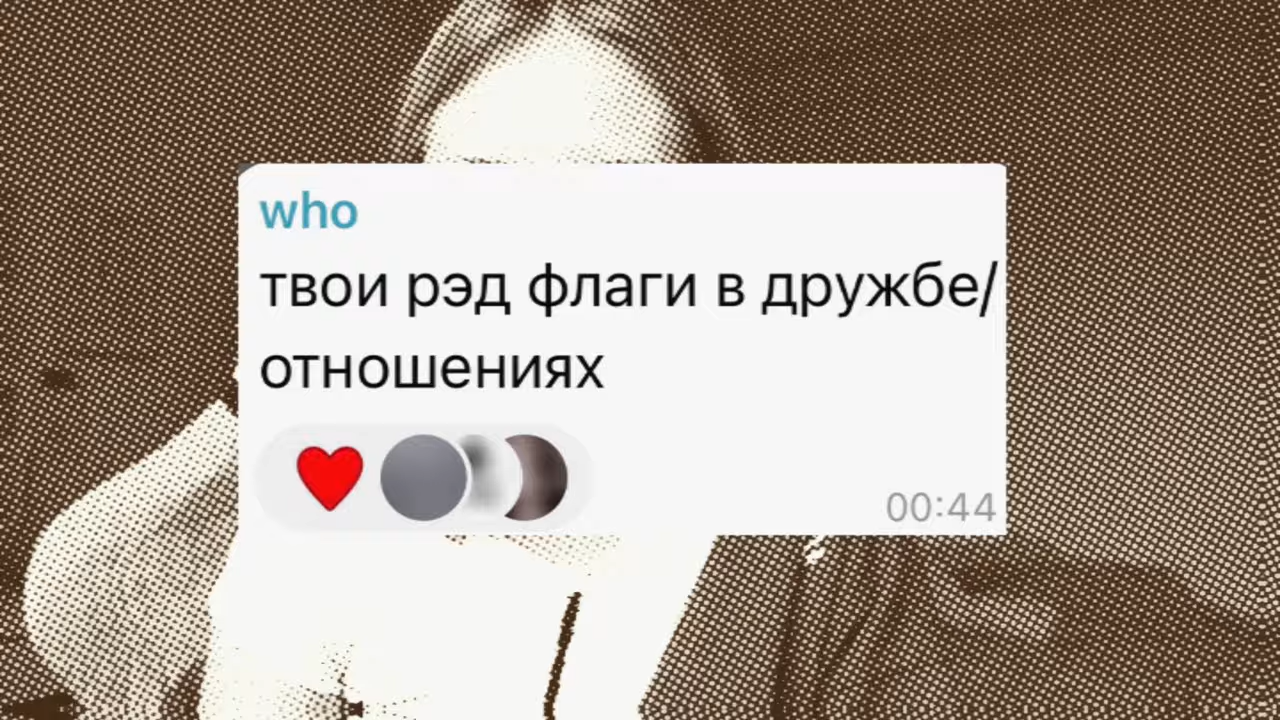 who
твои рэд флаги в дружбе/
отношениях
00:44